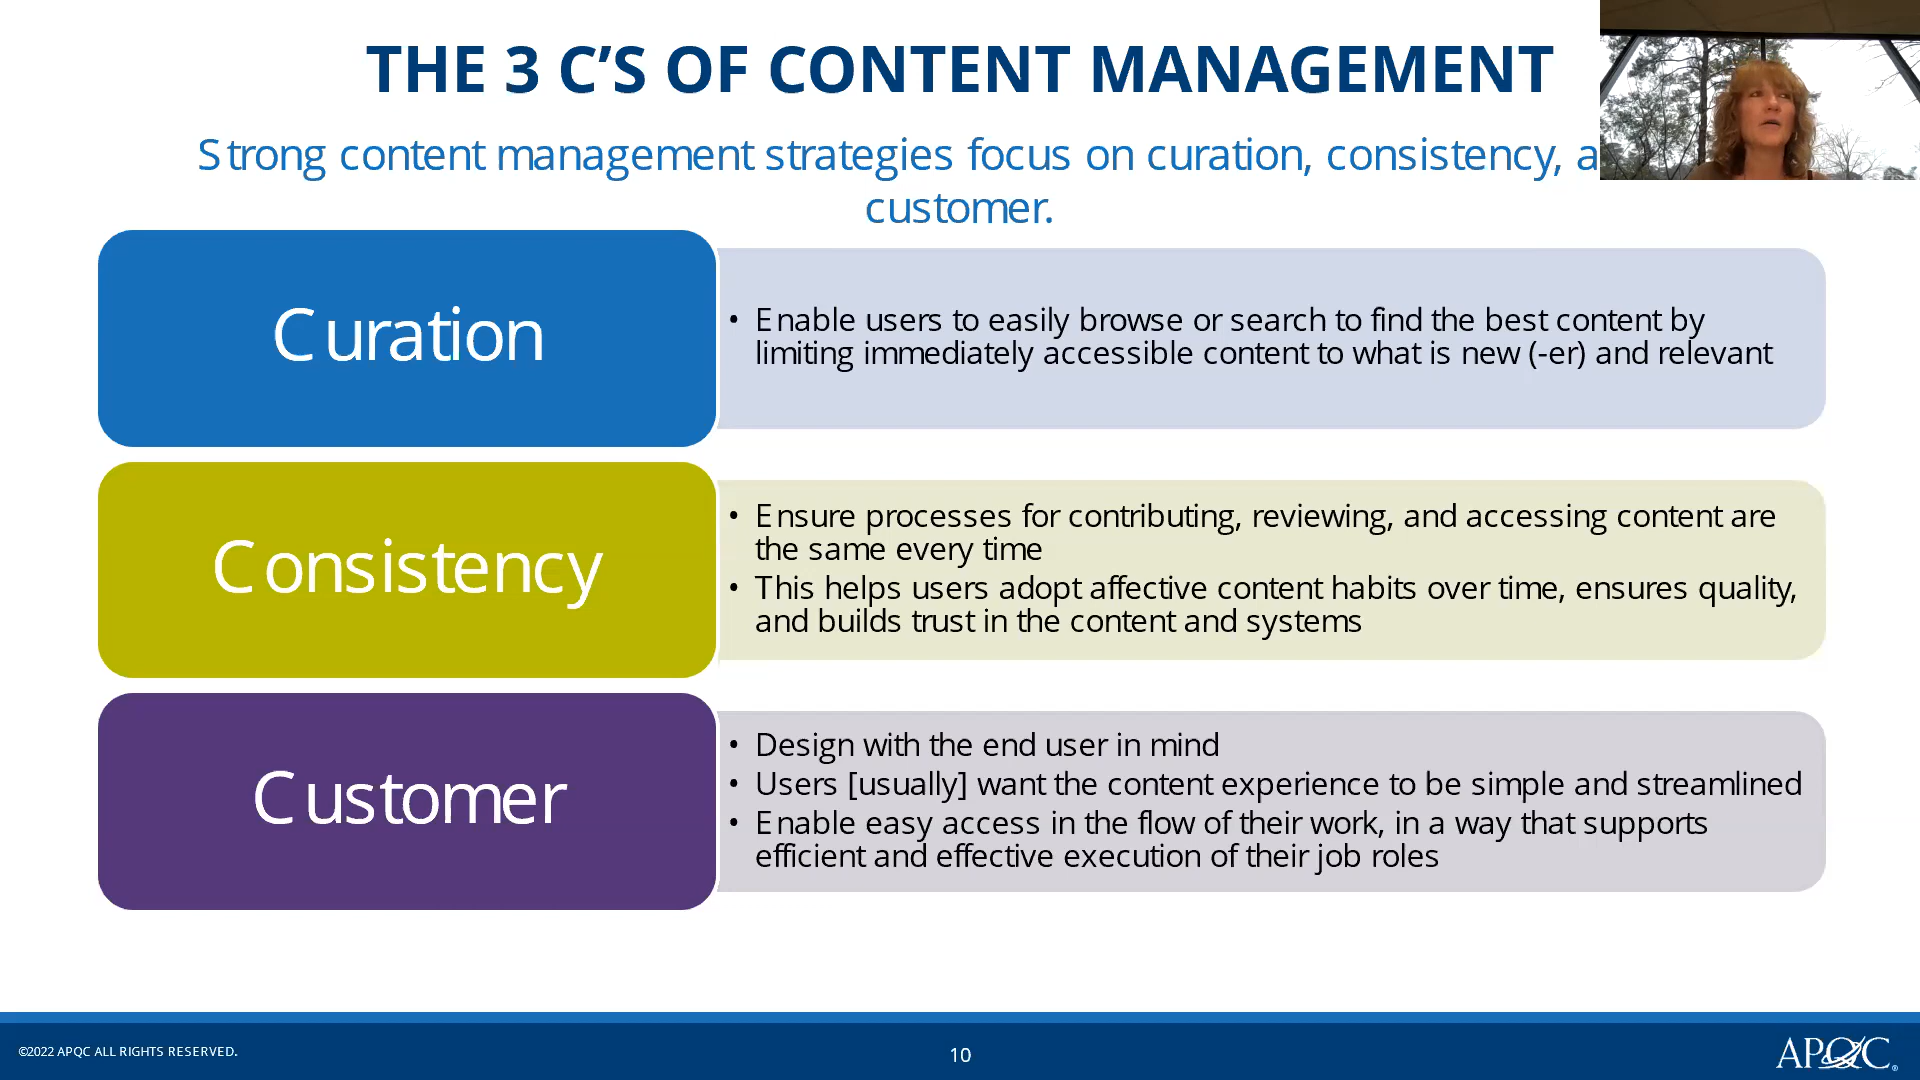 THE 3 C’S OF CONTENT MANAGEMENT
Strong content management strategies focus on curation, consistency, a
customer.
Curation
• Enable users to easily browse or search to find the best content by
limiting immediately accessible content to what is new (-er) and relevant
Consistency
• Ensure processes for contributing, reviewing, and accessing content are
the same every time
• This helps users adopt affective content habits over time, ensures quality,
and builds trust in the content and systems
Customer
• Design with the end user in mind
• Users [usually] want the content experience to be simple and streamlined
• Enable easy access in the flow of their work, in a way that supports
efficient and effective execution of their job roles
©2022 APQC ALL RIGHTS RESERVED.
10
APQC®